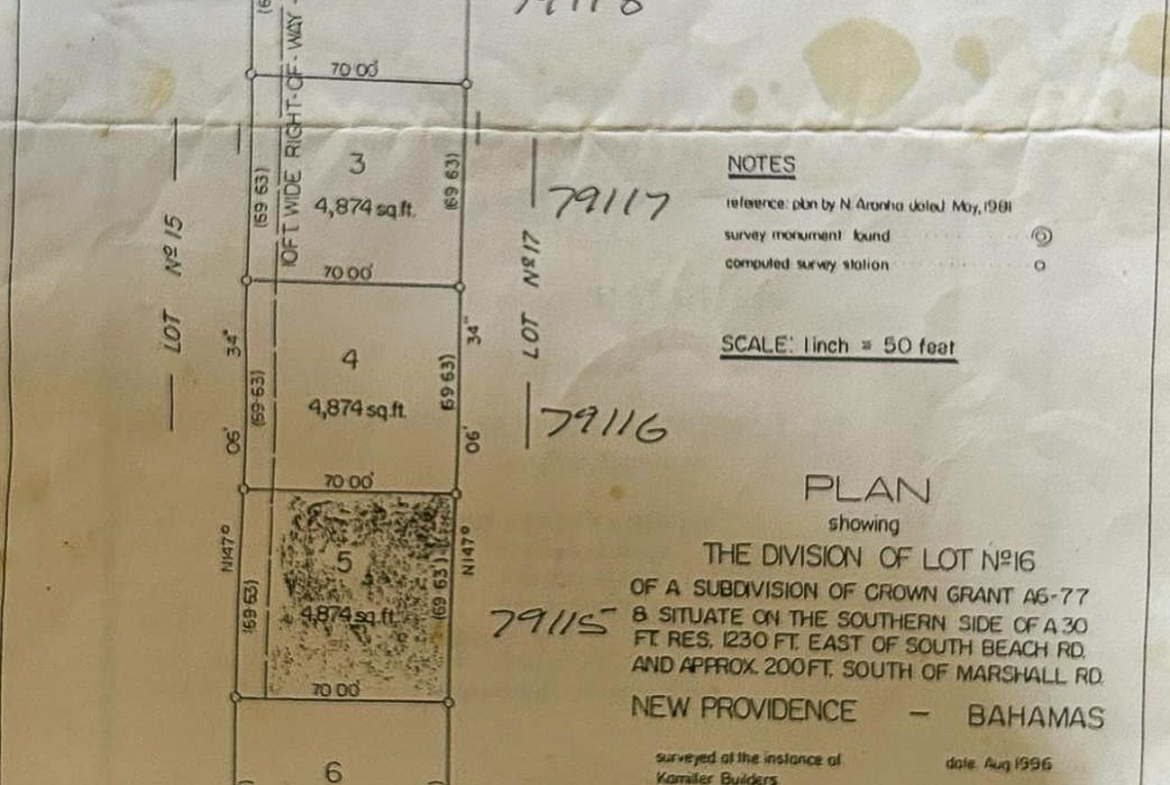 70 00'
10FT WIDE RIGHT-OF-WAY
LOT Nº 15
(69 63)
3
4,874 sq.ft.
(69 63)
LOT Nº 17
79117
70 00'
34"
(69 63)
06'
4
4,874 sq.ft.
(69 63)
34"
06'
79116
70 00'
N147°
(69 63)
5
4,874 sq.ft.
(69 63')
N147°
79115
70 00'
6
NOTES
reference: plan by N. Aranha dated May, 1981
survey monument found
computed survey station
SCALE: 1 inch = 50 feet
PLAN
showing
THE DIVISION OF LOT Nº 16
OF A SUBDIVISION OF CROWN GRANT A6-77
& SITUATE ON THE SOUTHERN SIDE OF A 30
FT. RES. 1230 FT. EAST OF SOUTH BEACH RD.
AND APPROX. 200 FT. SOUTH OF MARSHALL RD.
NEW PROVIDENCE — BAHAMAS
surveyed at the instance of
date. Aug 1996
Builders